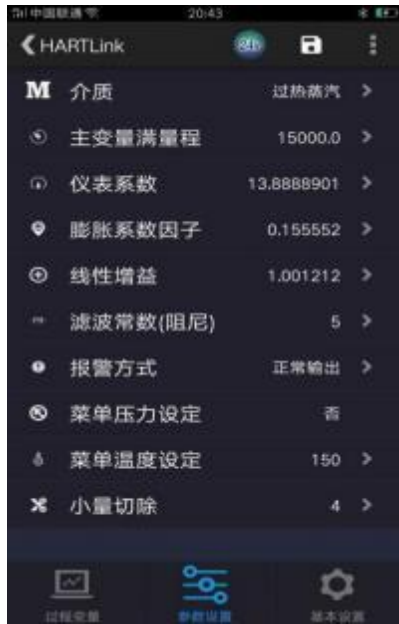 中国联通 20:43
HARTLink
M 介质 过热蒸汽
主变量满量程 15000.0
仪表系数 13.8888901
膨胀系数因子 0.155552
线性增益 1.001212
滤波常数(阻尼) 5
报警方式 正常输出
菜单压力设定 否
菜单温度设定 150
小量切除 4
过程变量 参数设置 基本设置